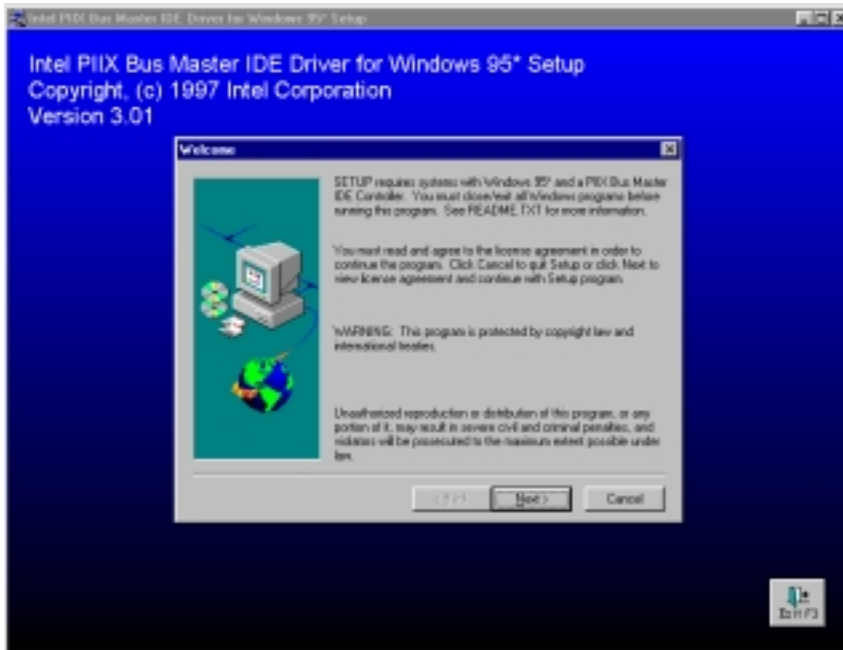 Intel PIIX Bus Master IDE Driver for Windows 95* Setup
Intel PIIX Bus Master IDE Driver for Windows 95* Setup
Copyright, (c) 1997 Intel Corporation
Version 3.01
Welcome
SETUP requires systems with Windows 95* and a PIIX Bus Master
IDE Controller. You must close/exit all Windows programs before
running this program. See README.TXT for more information.
You must read and agree to the license agreement in order to
continue the program. Click Cancel to quit Setup or click Next to
view license agreement and continue with Setup program.
WARNING: This program is protected by copyright law and
international treaties.
Unauthorized reproduction or distribution of this program, or any
portion of it, may result in severe civil and criminal penalties, and
violators will be prosecuted to the maximum extent possible under
law.
< Back
Next >
Cancel
Exit F3